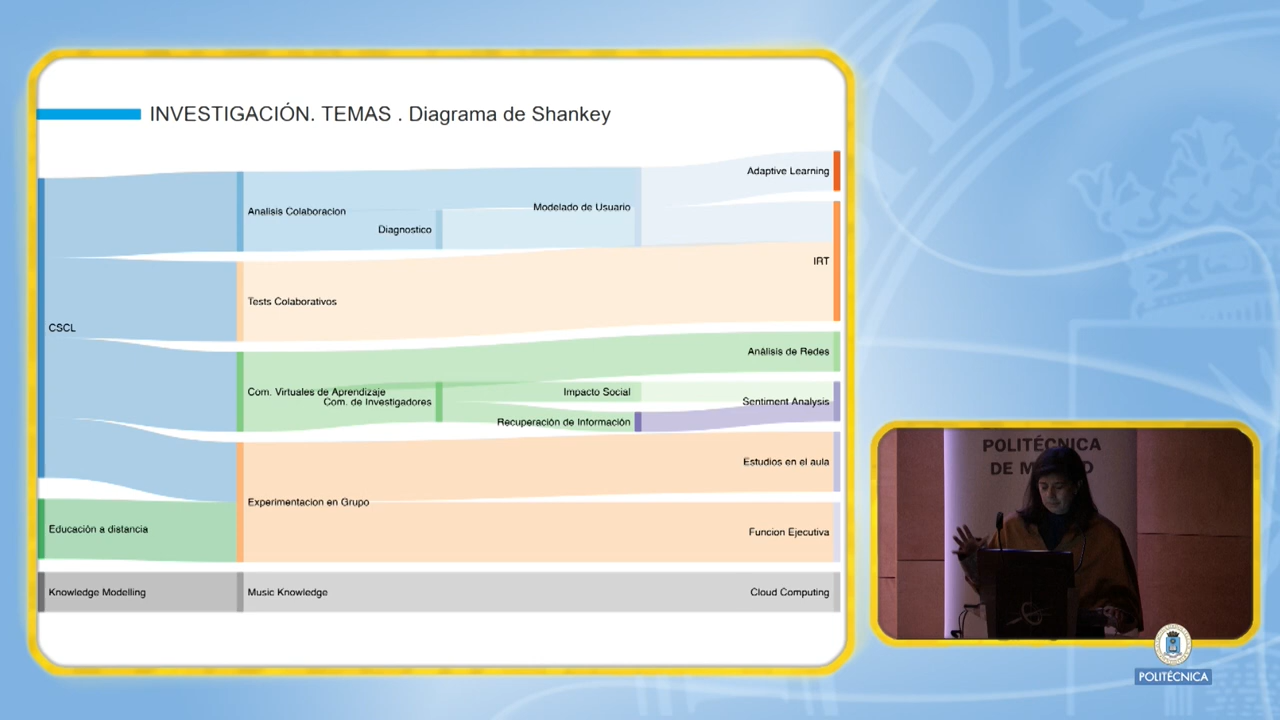 INVESTIGACIÓN. TEMAS . Diagrama de Shankey
Adaptive Learning
Modelado de Usuario
Analisis Colaboracion
Diagnostico
IRT
Tests Colaborativos
CSCL
Análisis de Redes
Com. Virtuales de Aprendizaje
Impacto Social
Com. de Investigadores
Sentiment Analysis
Recuperación de Información
Estudios en el aula
Experimentacion en Grupo
Educación a distancia
Funcion Ejecutiva
Knowledge Modelling
Music Knowledge
Cloud Computing
POLITÉCNICA
POLITÉCNICA